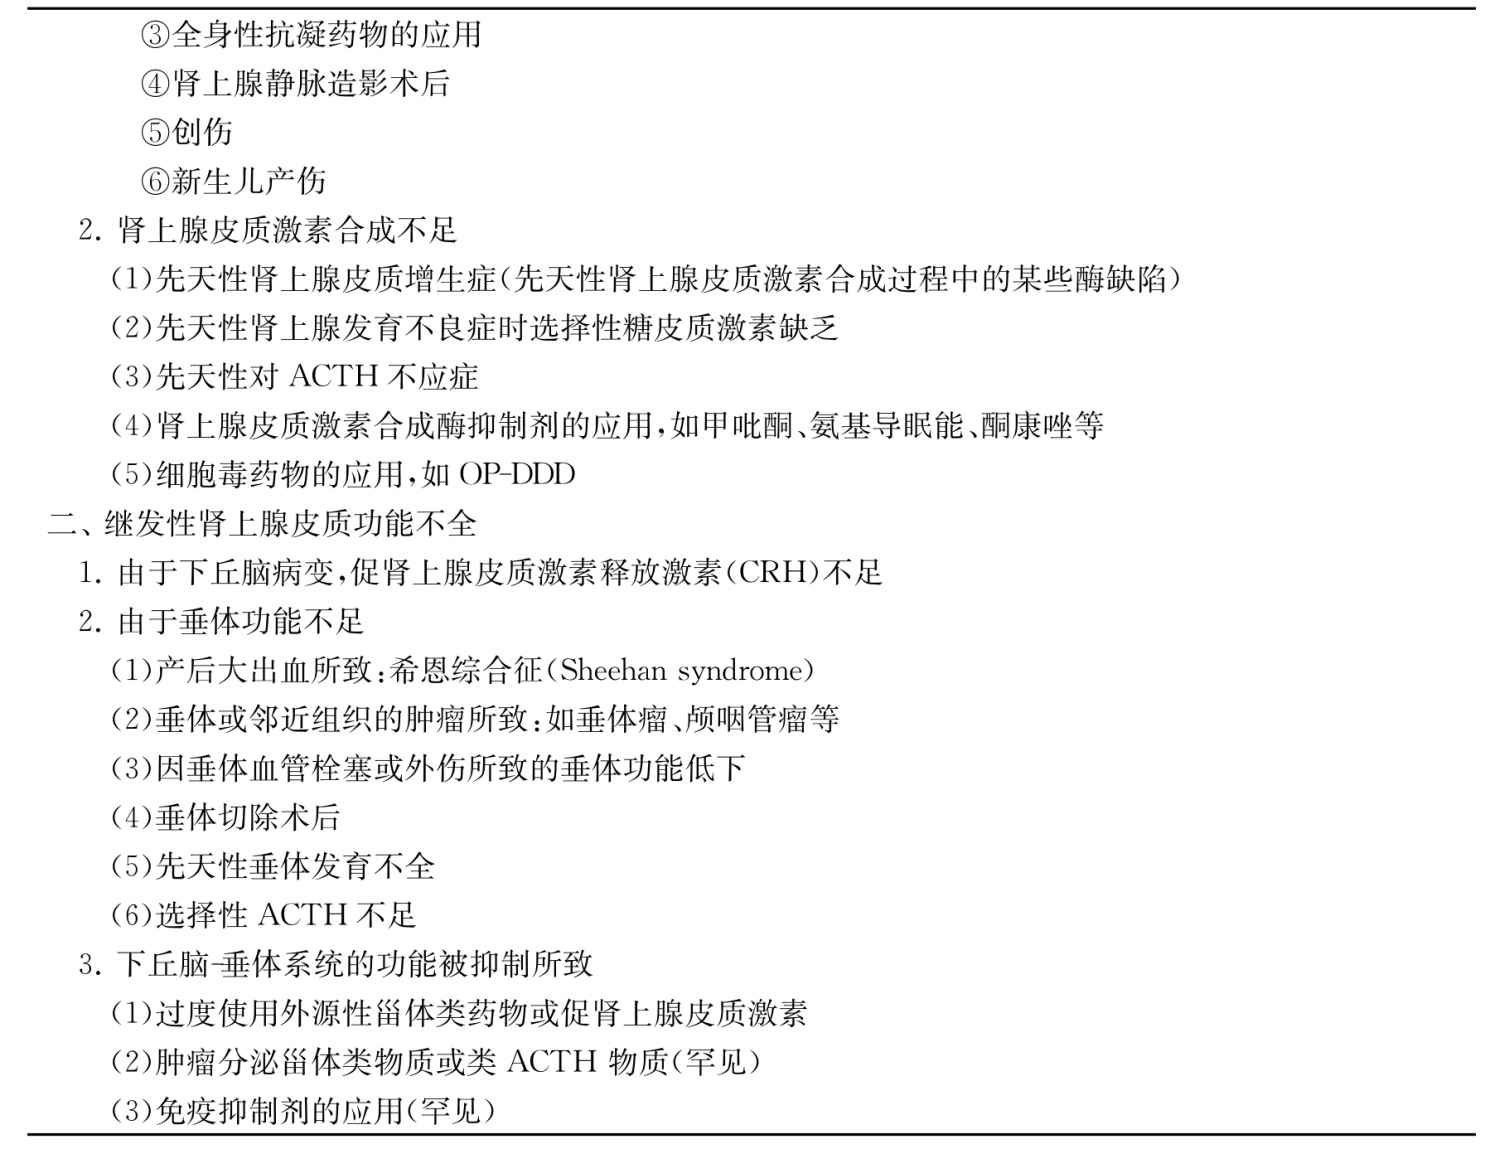 ③全身性抗凝药物的应用
④肾上腺静脉造影术后
⑤创伤
⑥新生儿产伤
2. 肾上腺皮质激素合成不足
(1)先天性肾上腺皮质增生症(先天性肾上腺皮质激素合成过程中的某些酶缺陷)
(2)先天性肾上腺发育不良症时选择性糖皮质激素缺乏
(3)先天性对 ACTH 不应症
(4)肾上腺皮质激素合成酶抑制剂的应用,如甲吡酮、氨基导眠能、酮康唑等
(5)细胞毒药物的应用,如 OP-DDD
二、继发性肾上腺皮质功能不全
1. 由于下丘脑病变,促肾上腺皮质激素释放激素(CRH)不足
2. 由于垂体功能不足
(1)产后大出血所致:希恩综合征(Sheehan syndrome)
(2)垂体或邻近组织的肿瘤所致:如垂体瘤、颅咽管瘤等
(3)因垂体血管栓塞或外伤所致的垂体功能低下
(4)垂体切除术后
(5)先天性垂体发育不全
(6)选择性 ACTH 不足
3. 下丘脑-垂体系统的功能被抑制所致
(1)过度使用外源性甾体类药物或促肾上腺皮质激素
(2)肿瘤分泌甾体类物质或类 ACTH 物质(罕见)
(3)免疫抑制剂的应用(罕见)